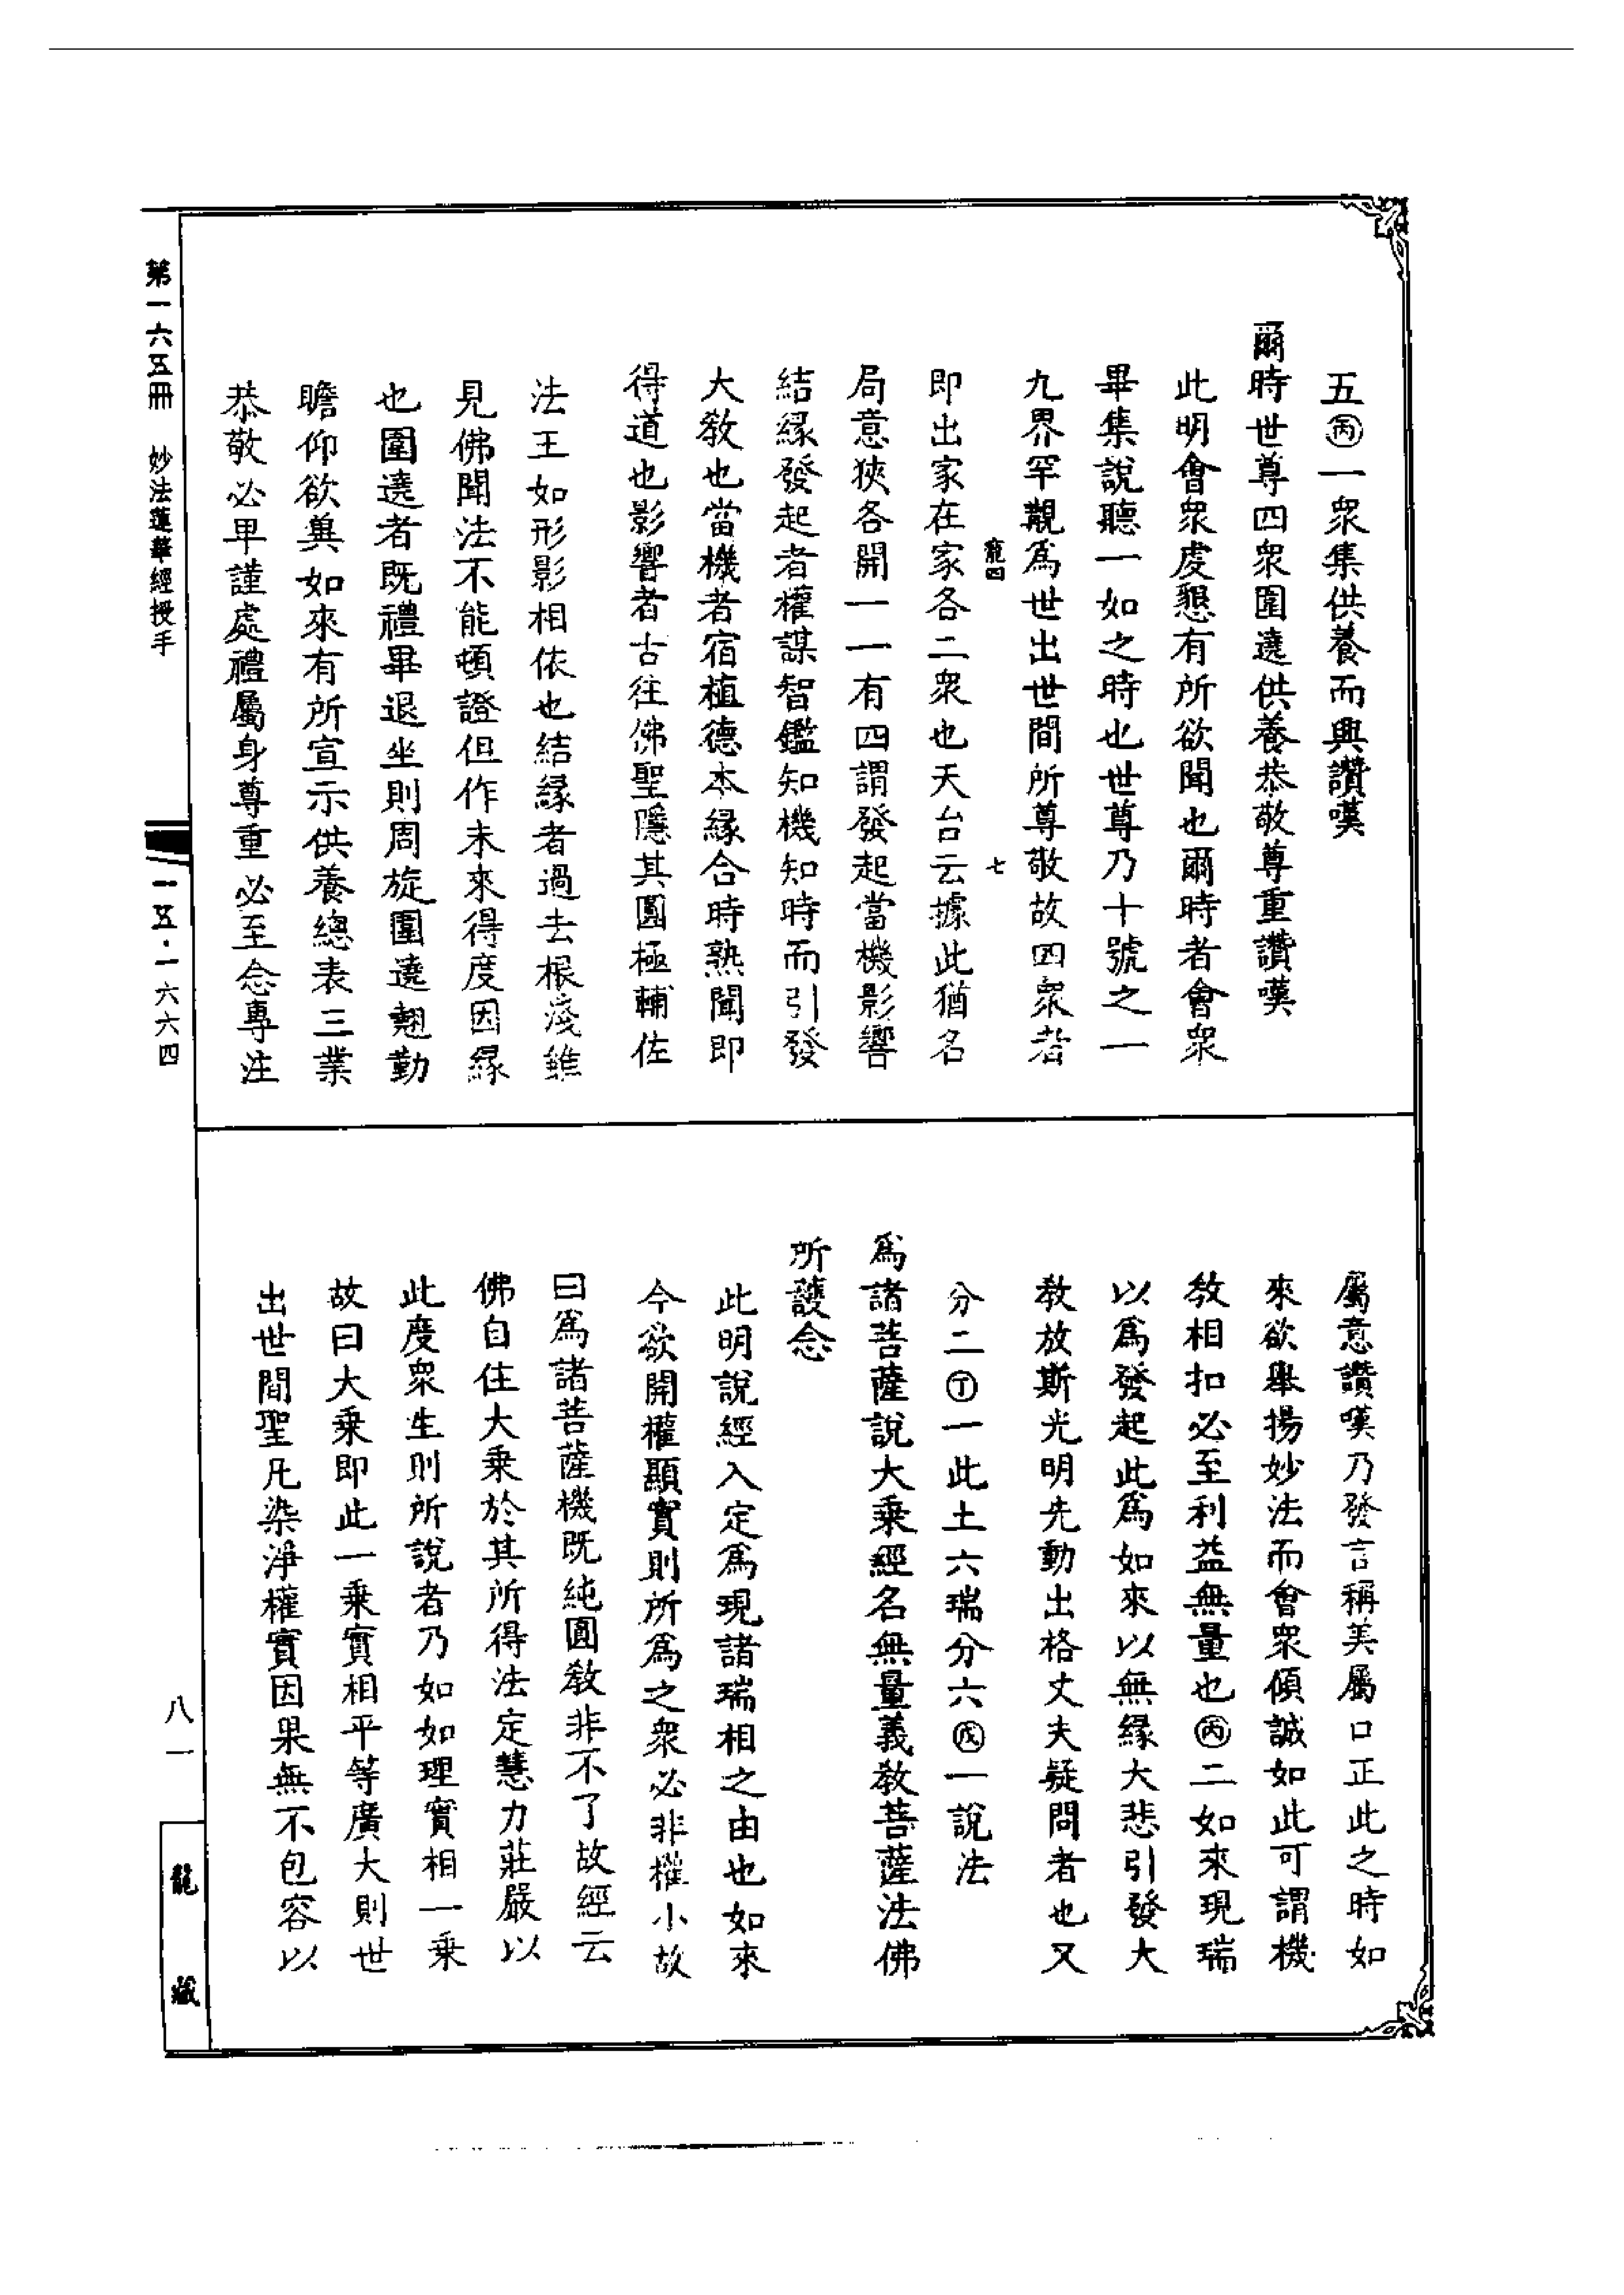 五㊅丙一衆集供養而興讚嘆
爾時世尊四衆圍遶供養恭敬尊重讚嘆
此明會衆虔懇有所欲聞也爾時者會衆
畢集說聽一如之時也世尊乃十號之一
九界罕覯爲世出世間所尊敬故四衆者
寵四　七
即出家在家各二衆也天台云據此猶名
局意狹各開一一有四謂發起當機影響
結緣發起者權謀智鑑知機知時而引發
大教也當機者宿植德本緣合時熟聞即
得道也影響者古往佛聖隱其圓極輔佐
法王如形影相依也結緣者過去根淺雖
見佛聞法不能頓證但作未來得度因緣
也圍遶者既禮畢退坐則周旋圍遶翹勤
瞻仰欲冀如來有所宣示供養總表三業
恭敬必卑謹處禮屬身尊重必至念專注
屬意讚嘆乃發言稱美屬口正此之時如
來欲舉揚妙法而會衆傾誠如此可謂機
教相扣必至利益無量也丙二如來現瑞
以爲發起此爲如來以無緣大悲引發大
教放斯光明先動出格丈夫疑問者也又
分二丁一此土六瑞分六戊一說法
爲諸菩薩說大乘經名無量義教菩薩法佛
所護念
此明說經入定爲現諸瑞相之由也如來
今欲開權顯實則所爲之衆必非權小故
曰爲諸菩薩機既純圓教非不了故經云
佛自住大乘於其所得法定慧力莊嚴以
此度衆生則所說者乃如如理實相一乘
故曰大乘即此一乘實相平等廣大則世
出世間聖凡染淨權實因果無不包容以
第一六五冊　妙法蓮華經授手
一五·一六六四
八一
龍藏